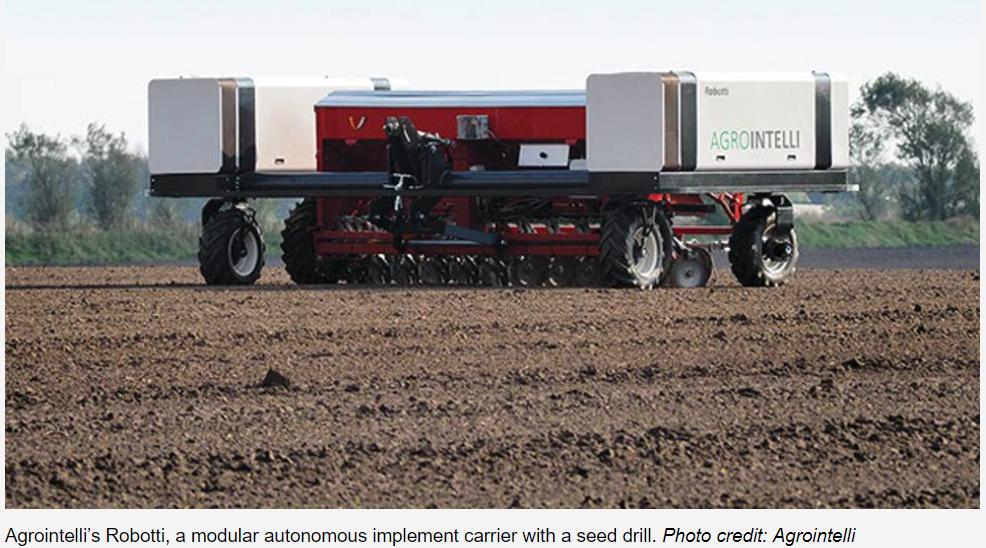 Robotti
AGROINTELLI
Agrointelli’s Robotti, a modular autonomous implement carrier with a seed drill. Photo credit: Agrointelli